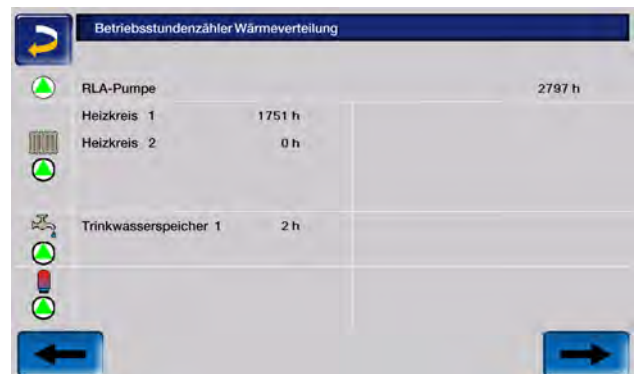 Betriebsstundenzähler Wärmeverteilung
RLA-Pumpe 2797 h
Heizkreis 1 1751 h
Heizkreis 2 0 h
Trinkwasserspeicher 1 2 h